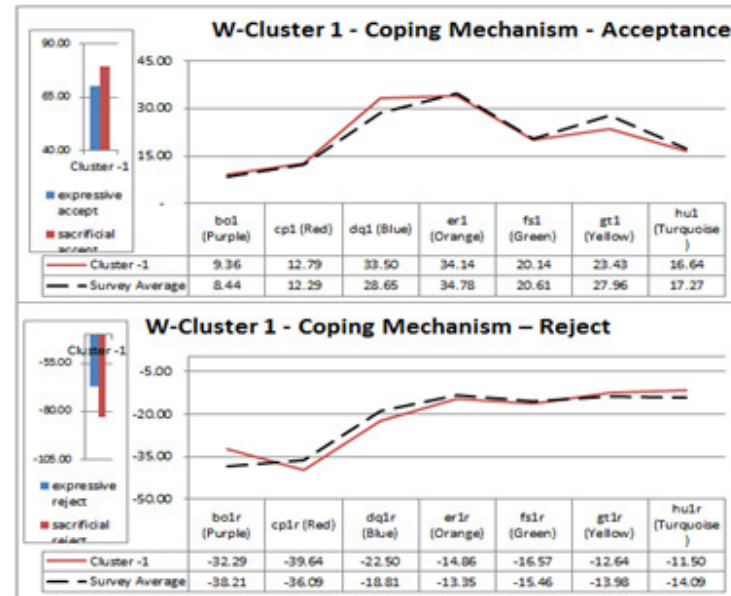 W-Cluster 1 - Coping Mechanism - Acceptance
90.00
65.00
40.00
Cluster -1
expressive
accept
sacrificial
accept
45.00
30.00
15.00
-
bo1 (Purple) cp1 (Red) dq1 (Blue) er1 (Orange) fs1 (Green) gt1 (Yellow) hu1 (Turquoise)
Cluster -1 9.36 12.79 33.50 34.14 20.14 23.43 16.64
Survey Average 8.44 12.29 28.65 34.78 20.61 27.96 17.27
W-Cluster 1 - Coping Mechanism – Reject
Cluster -1
-55.00
-80.00
-105.00
expressive
reject
sacrificial
reject
-5.00
-20.00
-35.00
-50.00
bo1r (Purple) cp1r (Red) dq1r (Blue) er1r (Orange) fs1r (Green) gt1r (Yellow) hu1r (Turquoise)
Cluster -1 -32.29 -39.64 -22.50 -14.86 -16.57 -12.64 -11.50
Survey Average -38.21 -36.09 -18.81 -13.35 -15.46 -13.98 -14.09